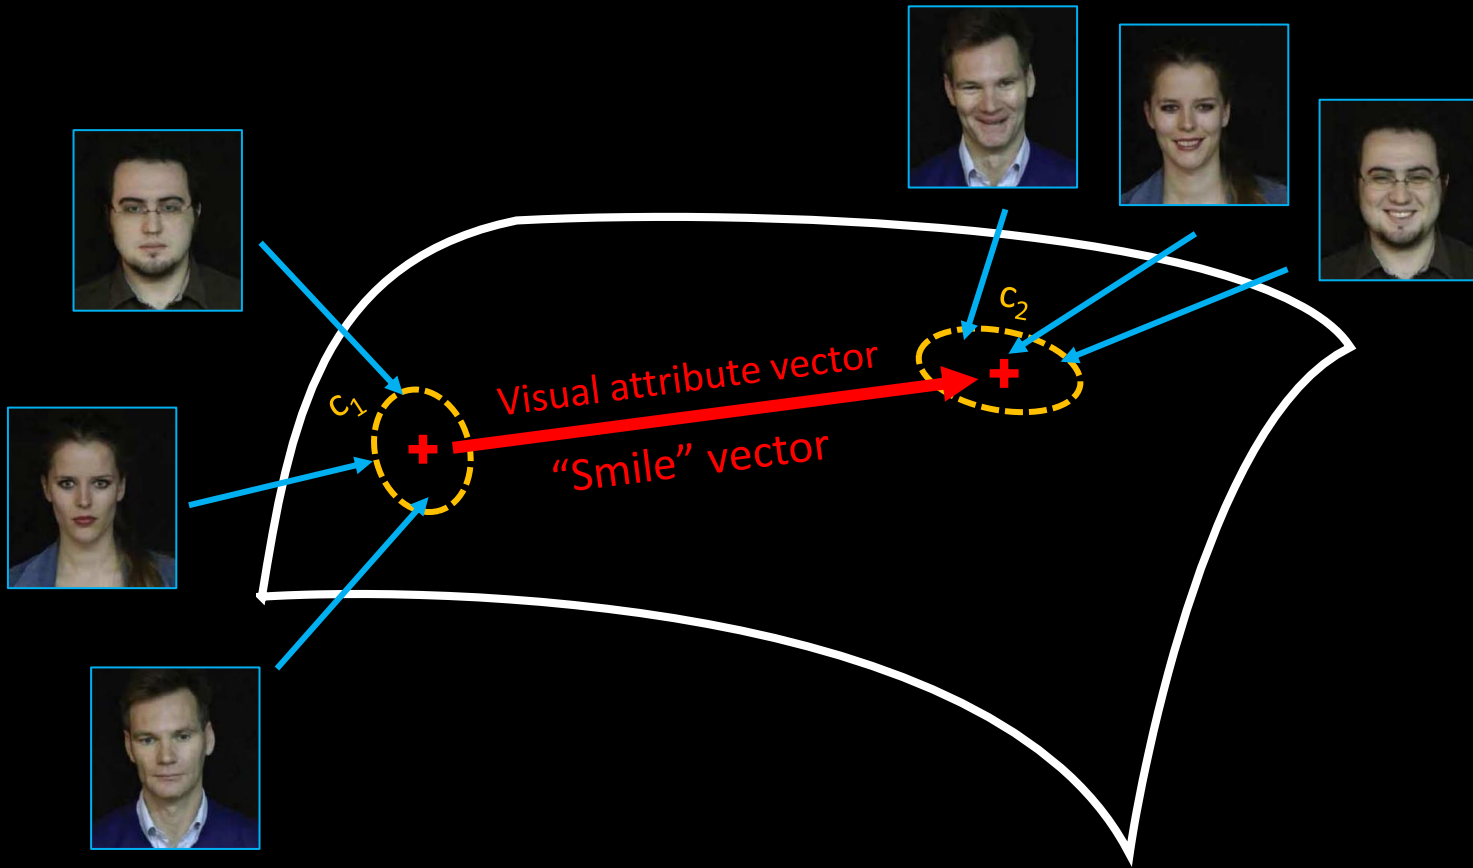 c₂
Visual attribute vector
c₁
“Smile” vector